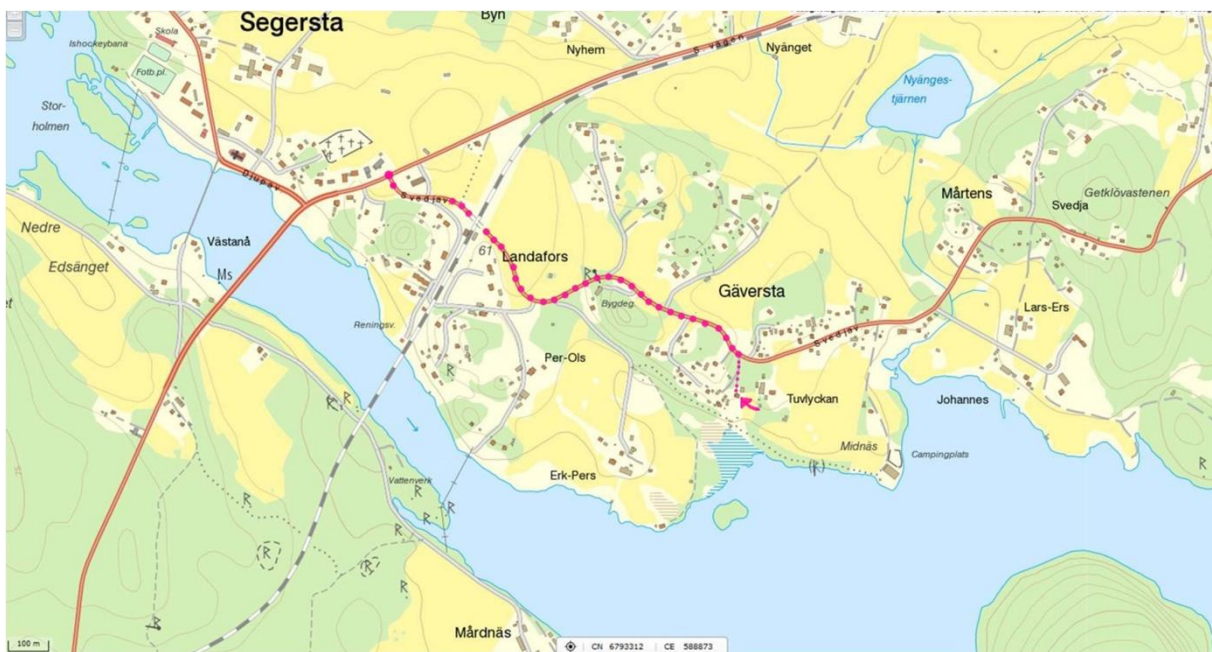 Segersta
Byn
Skola
Ishockeybana
Fotb.pl.
Nyhem
S vägen
Nyänget
Nyänges-
tjärnen
Stor-
holmen
Djupav
Svedjav
Mårtens
Getklövastenen
Svedja
Nedre
Edsänget
Västanå
Ms
61
Landafors
Gäversta
Bygdeg.
Lars-Ers
Svedjav
Reningsv.
Per-Ols
Tuvlyckan
Johannes
Midnäs
Campingplats
Erk-Pers
Vattenverk
Mårdnäs
100 m
CN 6793312 CE 588873